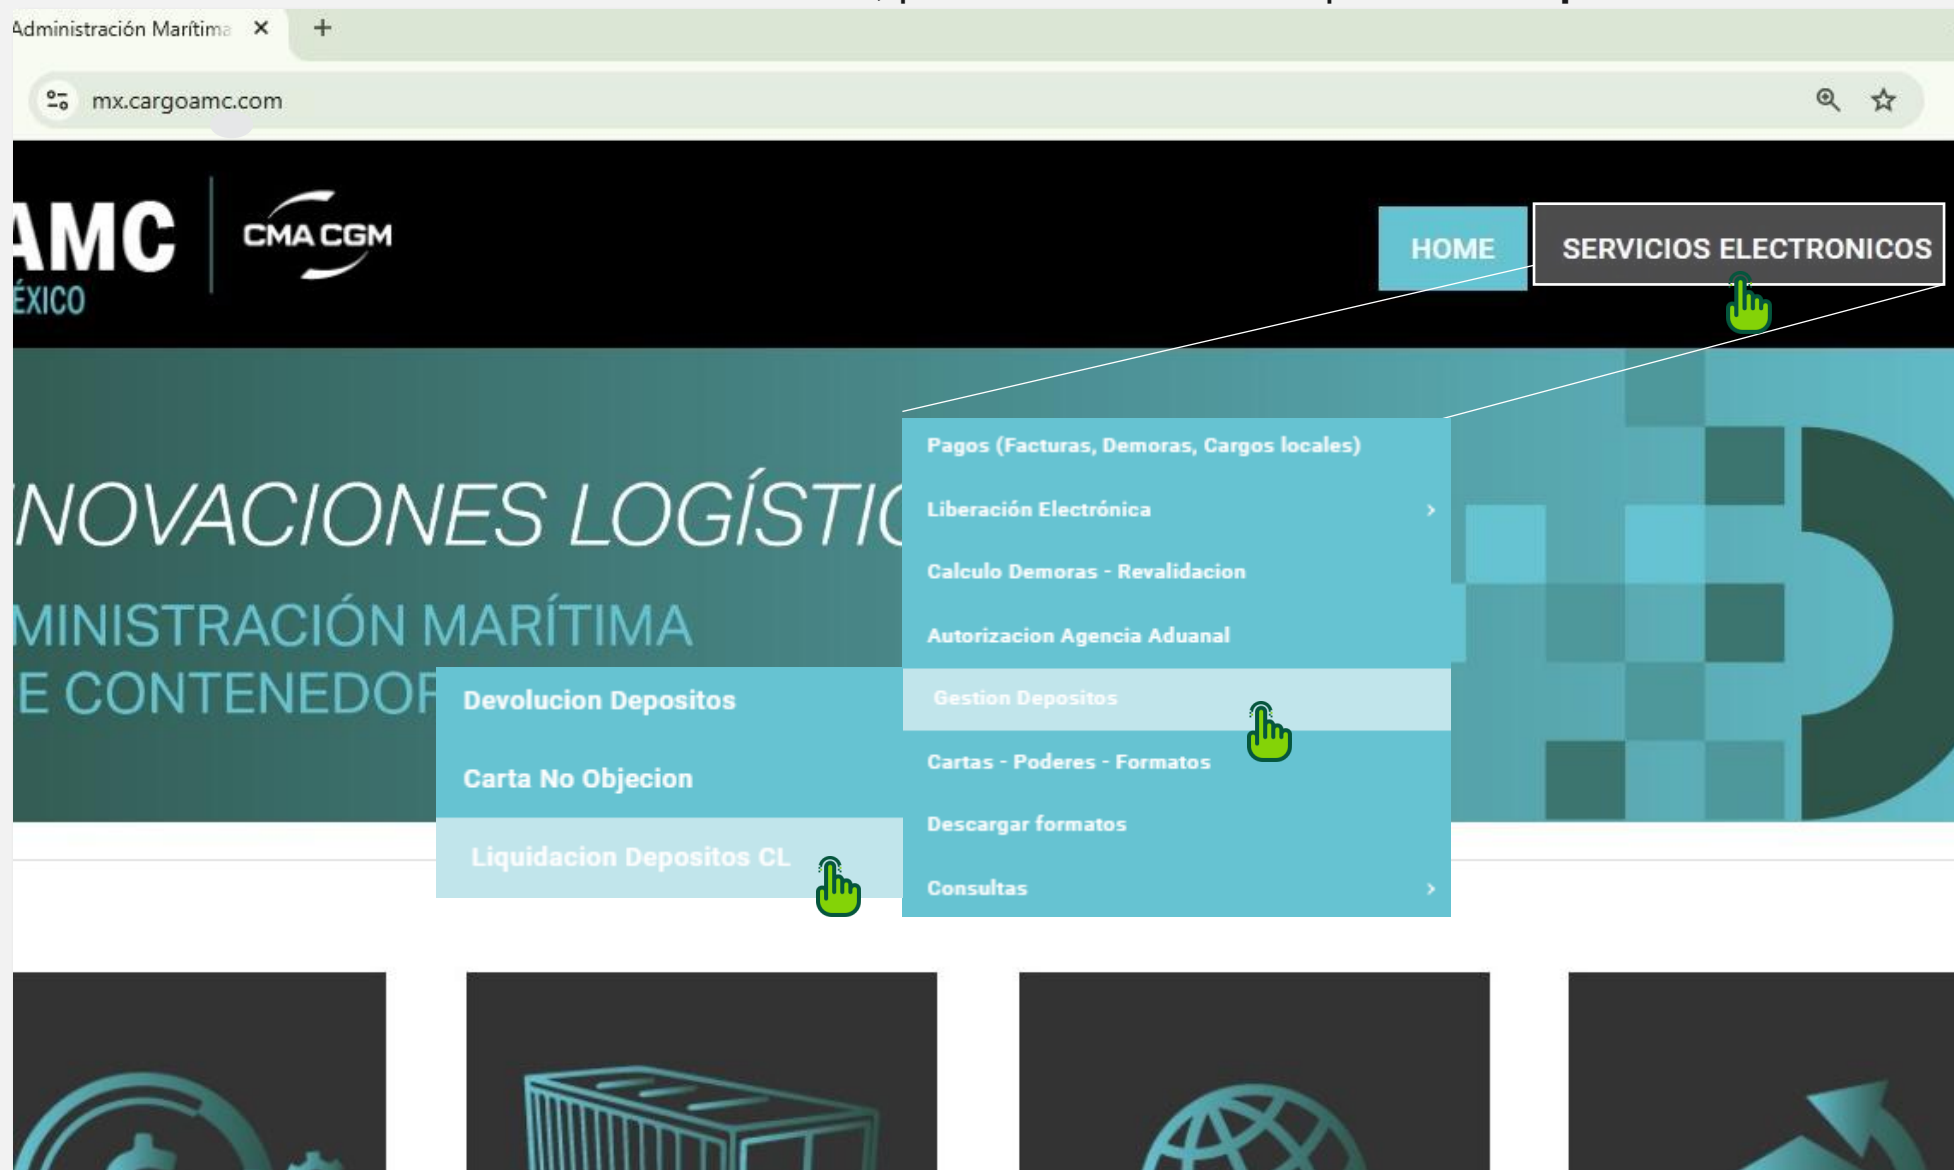 Administración Marítima
mx.cargoamc.com
AMC
ÉXICO
CMA CGM
HOME
SERVICIOS ELECTRONICOS
Pagos (Facturas, Demoras, Cargos locales)
Liberación Electrónica
Calculo Demoras - Revalidacion
Autorizacion Agencia Aduanal
Gestion Depositos
Cartas - Poderes - Formatos
Descargar formatos
Consultas
NOVACIONES LOGÍSTIC
MINISTRACIÓN MARÍTIMA
E CONTENEDOR
Devolucion Depositos
Carta No Objecion
Liquidacion Depositos CL